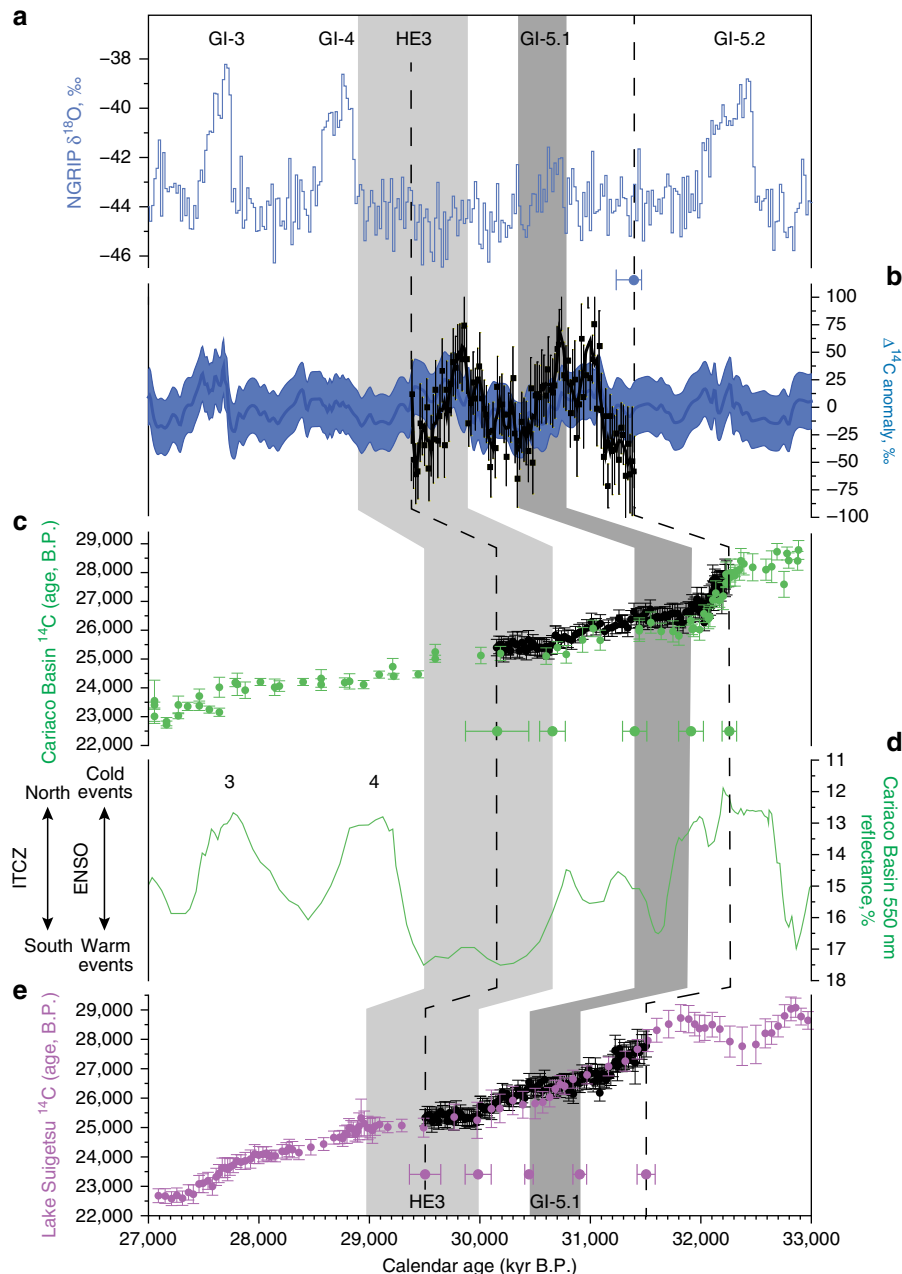 a
GI-3 GI-4 HE3 GI-5.1 GI-5.2
−38
−40
−42
−44
−46
NGRIP δ18O, ‰
b
100
75
50
25
0
−25
−50
−75
−100
Δ14C anomaly, ‰
c
29,000
28,000
27,000
26,000
25,000
24,000
23,000
22,000
Cariaco Basin 14C (age, B.P.)
d
11
12
13
14
15
16
17
18
Cariaco Basin 550 nm
reflectance,%
3 4
North
Cold
events
ITCZ
ENSO
South
Warm
events
e
29,000
28,000
27,000
26,000
25,000
24,000
23,000
22,000
Lake Suigetsu 14C (age, B.P.)
HE3 GI-5.1
27,000 28,000 29,000 30,000 31,000 32,000 33,000
Calendar age (kyr B.P.)